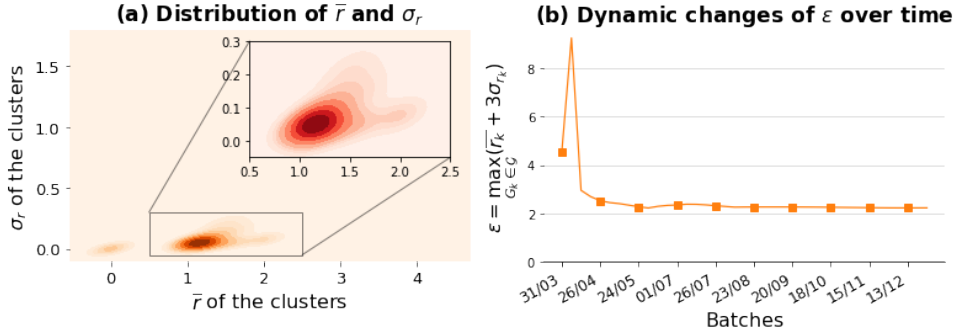 (a) Distribution of r̅ and σᵣ
1.5
1.0
0.5
0.0
σᵣ of the clusters
0.3
0.2
0.1
0.0
0.5 1.0 1.5 2.0 2.5
0 1 2 3 4
r̅ of the clusters
(b) Dynamic changes of ε over time
8
6
4
2
0
ε = max(r̅ₖ + 3σ_{r_k})
Gₖ ∈ 𝒢
31/03 26/04 24/05 01/07 26/07 23/08 20/09 18/10 15/11 13/12
Batches